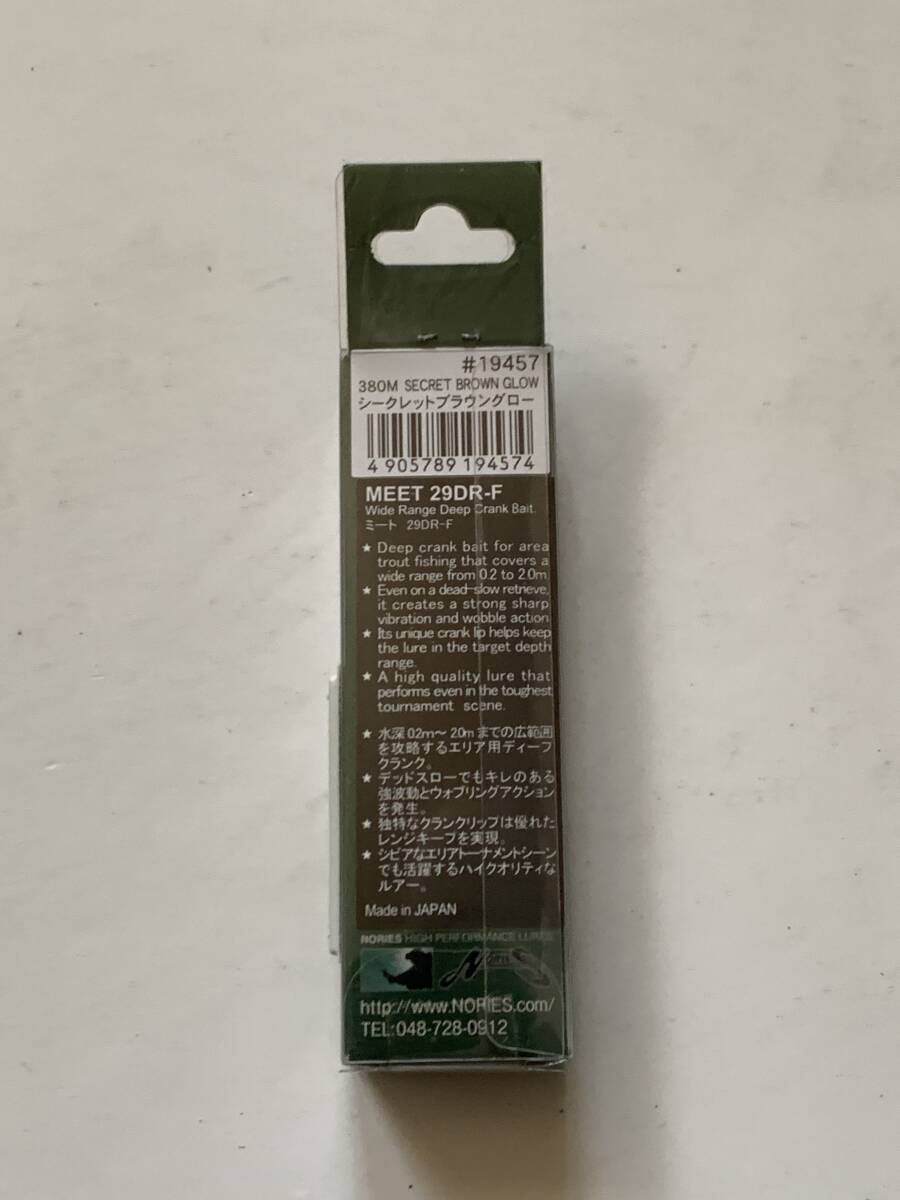 #19457
380M SECRET BROWN GLOW
シークレットブラウングロー
4 905789 194574
MEET 29DR-F
Wide Range Deep Crank Bait.
ミート 29DR-F
★ Deep crank bait for area
trout fishing that covers a
wide range from 0.2 to 2.0m.
★ Even on a dead-slow retrieve,
it creates a strong sharp
vibration and wobble action.
★ Its unique crank lip helps keep
the lure in the target depth
range.
★ A high quality lure that
performs even in the toughest
tournament scene.
★ 水深0.2m～2.0mまでの広範囲
を攻略するエリア用ディープ
クランク。
★ デッドスローでもキレのある
強波動とウォブリングアクション
を発生。
★ 独特なクランクリップは優れた
レンジキープを実現。
★ シビアなエリアトーナメントシーン
でも活躍するハイクオリティな
ルアー。
Made in JAPAN
NORIES HIGH PERFORMANCE LURES
Nories
http://www.NORIES.com/
TEL:048-728-0912